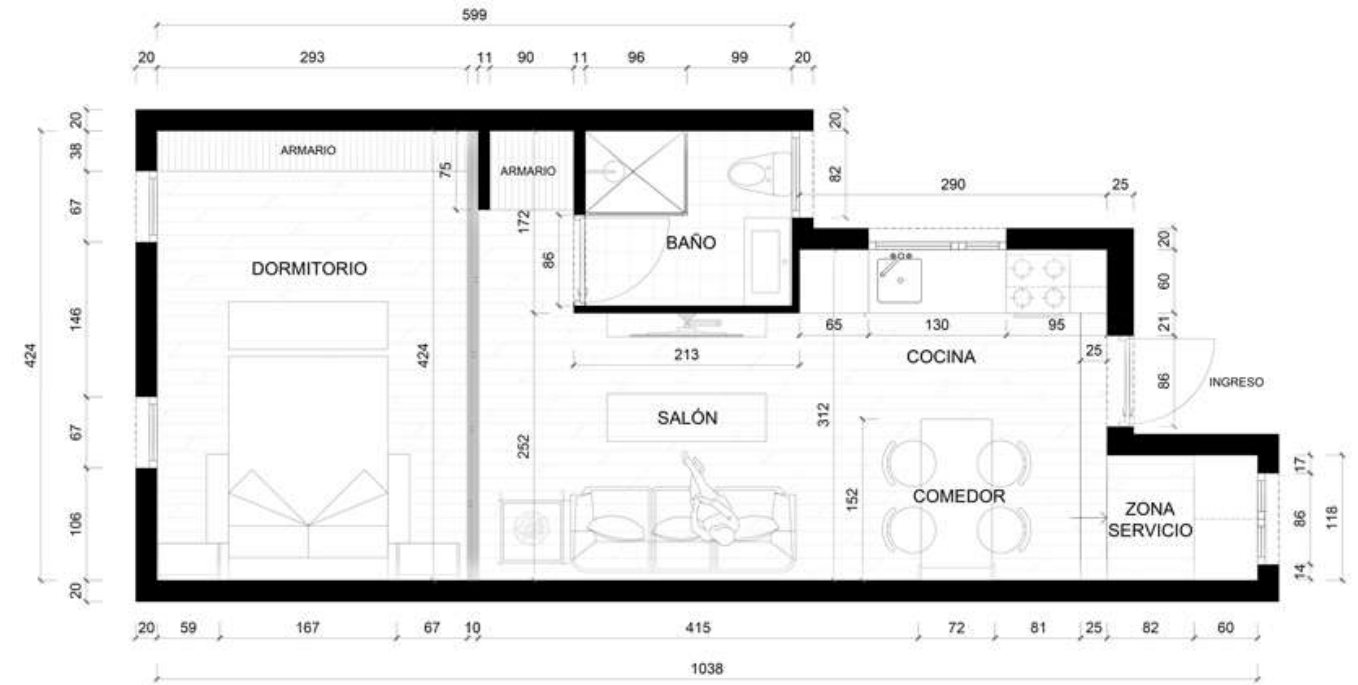 599
20 293 11 90 11 96 99 20
20
38
67
146
67
106
20
424
ARMARIO
75
ARMARIO
172
20
82
290 25
DORMITORIO
86
BAÑO
20
60
21
86
65 130 95
25
213
COCINA
INGRESO
424
SALÓN
312
252
152
COMEDOR
ZONA
SERVICIO
17
86
14
118
20 59 167 67 10 415 72 81 25 82 60
1038